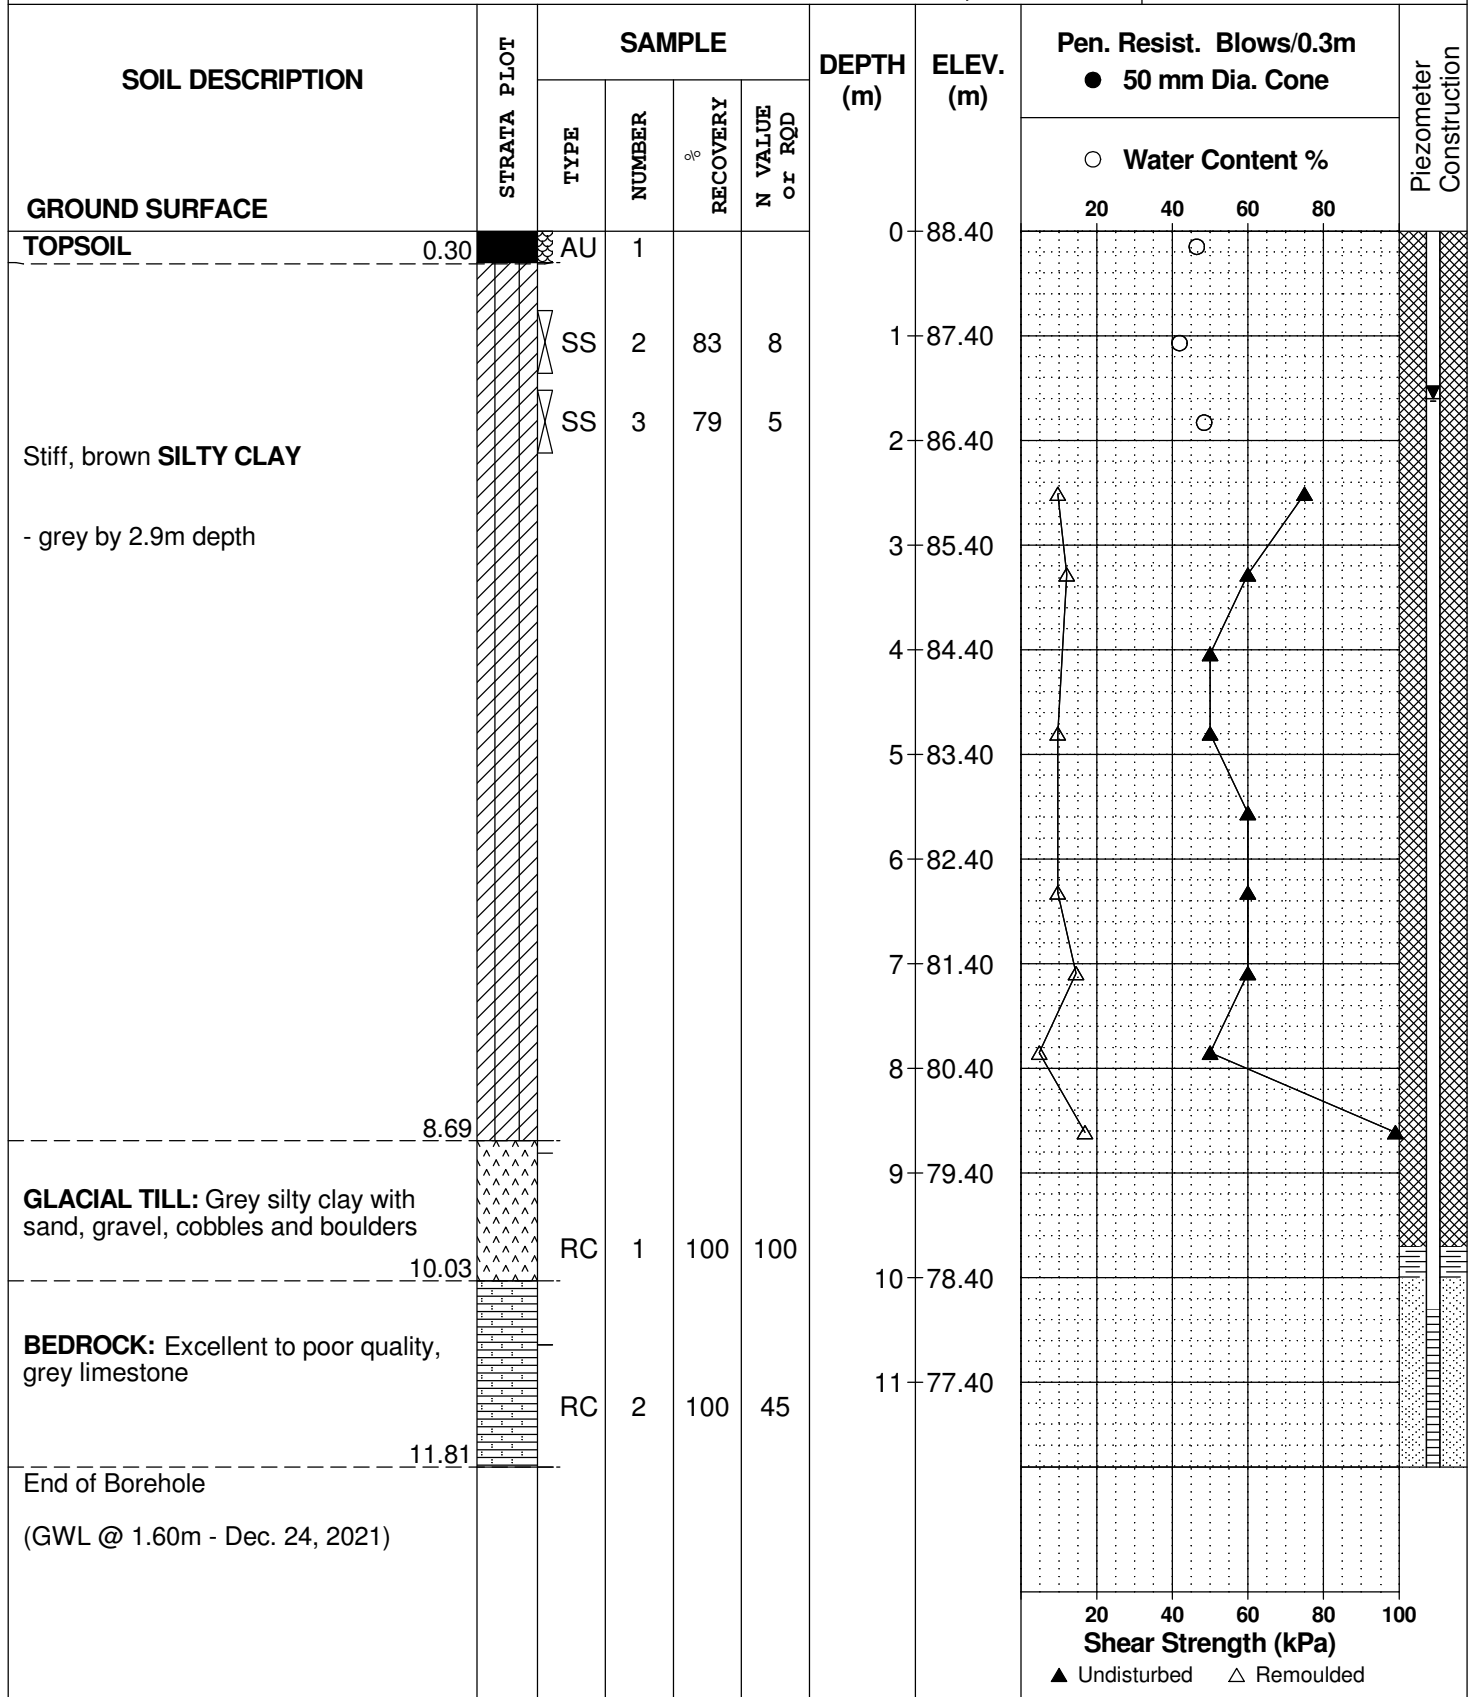 SOIL DESCRIPTION
GROUND SURFACE
STRATA PLOT
SAMPLE
TYPE
NUMBER
%
RECOVERY
N VALUE
or RQD
DEPTH
(m)
ELEV.
(m)
Pen. Resist. Blows/0.3m
● 50 mm Dia. Cone
○ Water Content %
20 40 60 80
Piezometer
Construction
TOPSOIL 0.30
AU 1
0 88.40
SS 2 83 8
1 87.40
SS 3 79 5
2 86.40
Stiff, brown SILTY CLAY
- grey by 2.9m depth
3 85.40
4 84.40
5 83.40
6 82.40
7 81.40
8 80.40
8.69
9 79.40
GLACIAL TILL: Grey silty clay with
sand, gravel, cobbles and boulders
RC 1 100 100
10.03
10 78.40
BEDROCK: Excellent to poor quality,
grey limestone
11 77.40
RC 2 100 45
11.81
End of Borehole
(GWL @ 1.60m - Dec. 24, 2021)
20 40 60 80 100
Shear Strength (kPa)
▲ Undisturbed △ Remoulded